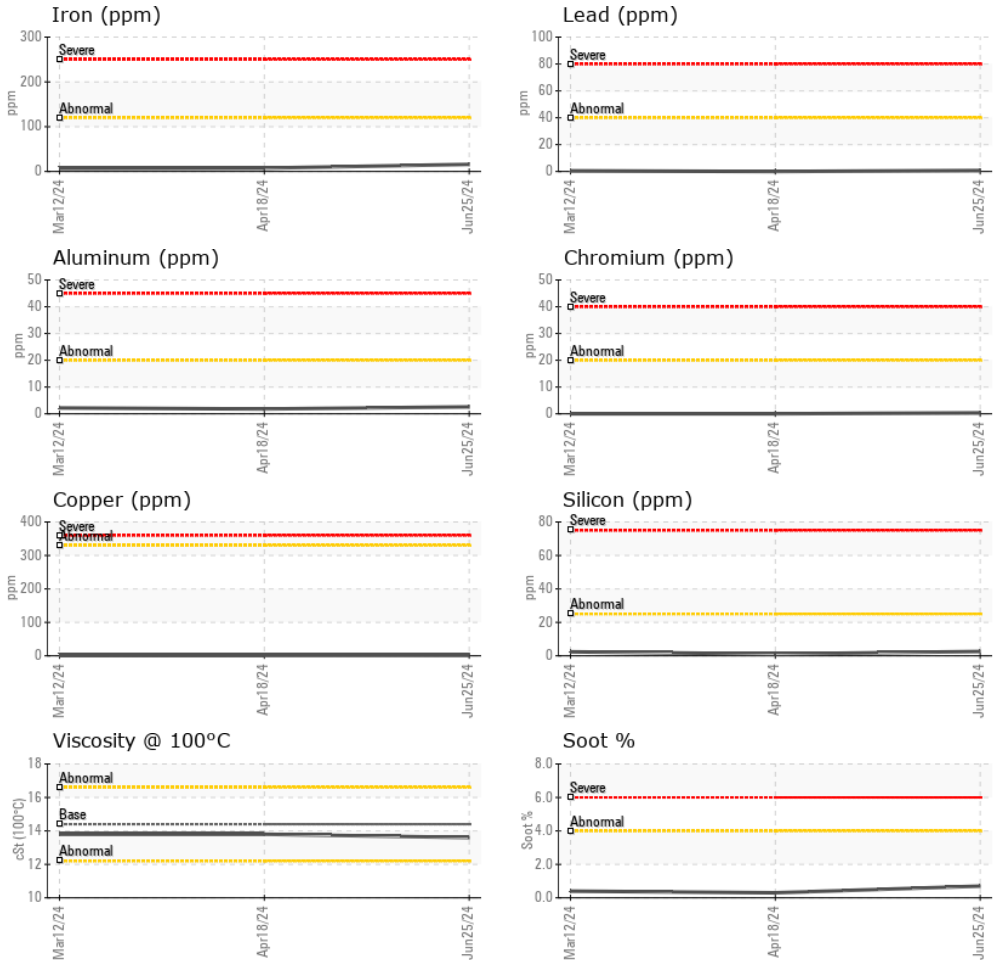 Iron (ppm)
300
200
100
0
ppm
Severe
Abnormal
Mar12/24
Apr18/24
Jun25/24
Lead (ppm)
100
80
60
40
20
0
ppm
Severe
Abnormal
Mar12/24
Apr18/24
Jun25/24
Aluminum (ppm)
50
40
30
20
10
0
ppm
Severe
Abnormal
Mar12/24
Apr18/24
Jun25/24
Chromium (ppm)
50
40
30
20
10
0
ppm
Severe
Abnormal
Mar12/24
Apr18/24
Jun25/24
Copper (ppm)
400
300
200
100
0
ppm
Severe
Abnormal
Mar12/24
Apr18/24
Jun25/24
Silicon (ppm)
80
60
40
20
0
ppm
Severe
Abnormal
Mar12/24
Apr18/24
Jun25/24
Viscosity @ 100°C
18
16
14
12
10
cSt (100°C)
Abnormal
Base
Abnormal
Mar12/24
Apr18/24
Jun25/24
Soot %
8.0
6.0
4.0
2.0
0.0
Soot %
Severe
Abnormal
Mar12/24
Apr18/24
Jun25/24